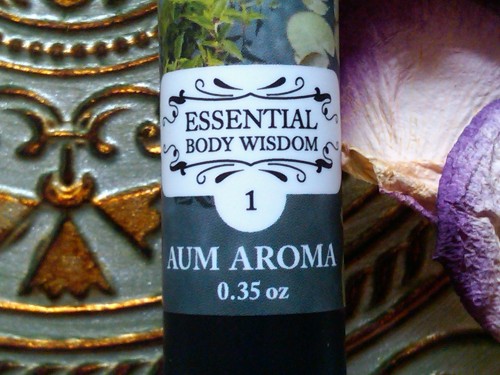 ESSENTIAL
BODY WISDOM
1
AUM AROMA
0.35 oz